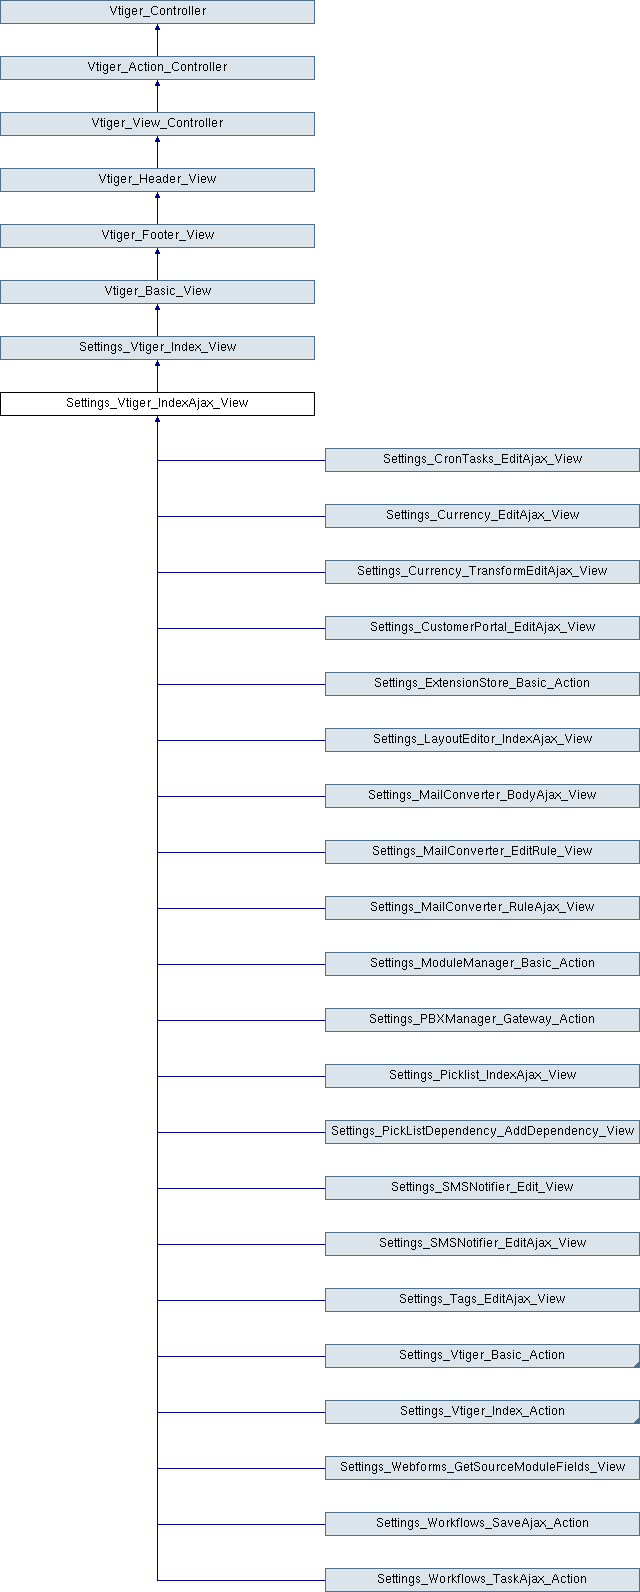 Vtiger_Controller
Vtiger_Action_Controller
Vtiger_View_Controller
Vtiger_Header_View
Vtiger_Footer_View
Vtiger_Basic_View
Settings_Vtiger_Index_View
Settings_Vtiger_IndexAjax_View
Settings_CronTasks_EditAjax_View
Settings_Currency_EditAjax_View
Settings_Currency_TransformEditAjax_View
Settings_CustomerPortal_EditAjax_View
Settings_ExtensionStore_Basic_Action
Settings_LayoutEditor_IndexAjax_View
Settings_MailConverter_BodyAjax_View
Settings_MailConverter_EditRule_View
Settings_MailConverter_RuleAjax_View
Settings_ModuleManager_Basic_Action
Settings_PBXManager_Gateway_Action
Settings_Picklist_IndexAjax_View
Settings_PickListDependency_AddDependency_View
Settings_SMSNotifier_Edit_View
Settings_SMSNotifier_EditAjax_View
Settings_Tags_EditAjax_View
Settings_Vtiger_Basic_Action
Settings_Vtiger_Index_Action
Settings_Webforms_GetSourceModuleFields_View
Settings_Workflows_SaveAjax_Action
Settings_Workflows_TaskAjax_Action